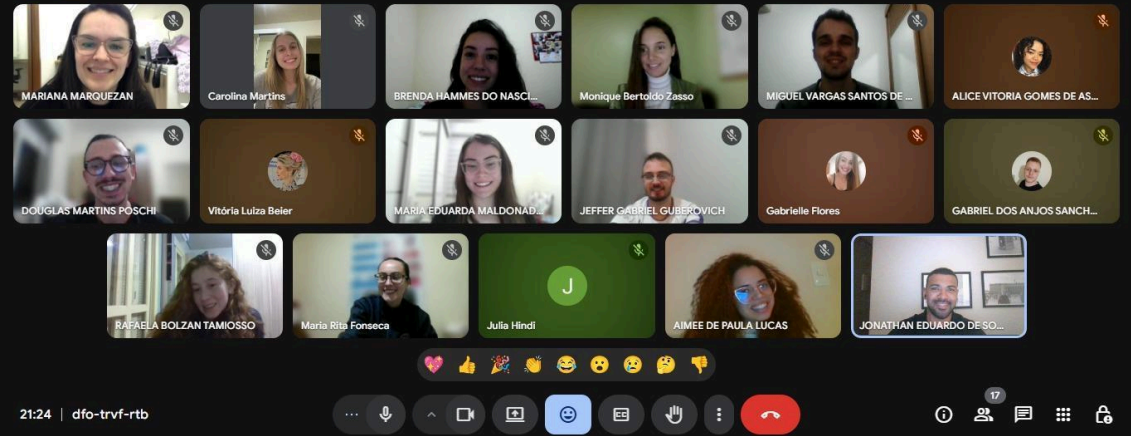 MARIANA MARQUEZAN
Carolina Martins
BRENDA HAMMES DO NASCI...
Monique Bertoldo Zasso
MIGUEL VARGAS SANTOS DE ...
ALICE VITORIA GOMES DE AS...
DOUGLAS MARTINS POSCHI
Vitória Luiza Beier
MARIA EDUARDA MALDONAD...
JEFFER GABRIEL GUBEROVICH
Gabrielle Flores
GABRIEL DOS ANJOS SANCH...
RAFAELA BOLZAN TAMIOSSO
Maria Rita Fonseca
J
Julia Hindi
AIMEE DE PAULA LUCAS
JONATHAN EDUARDO DE SO...
21:24 | dfo-trvf-rtb
CC
17